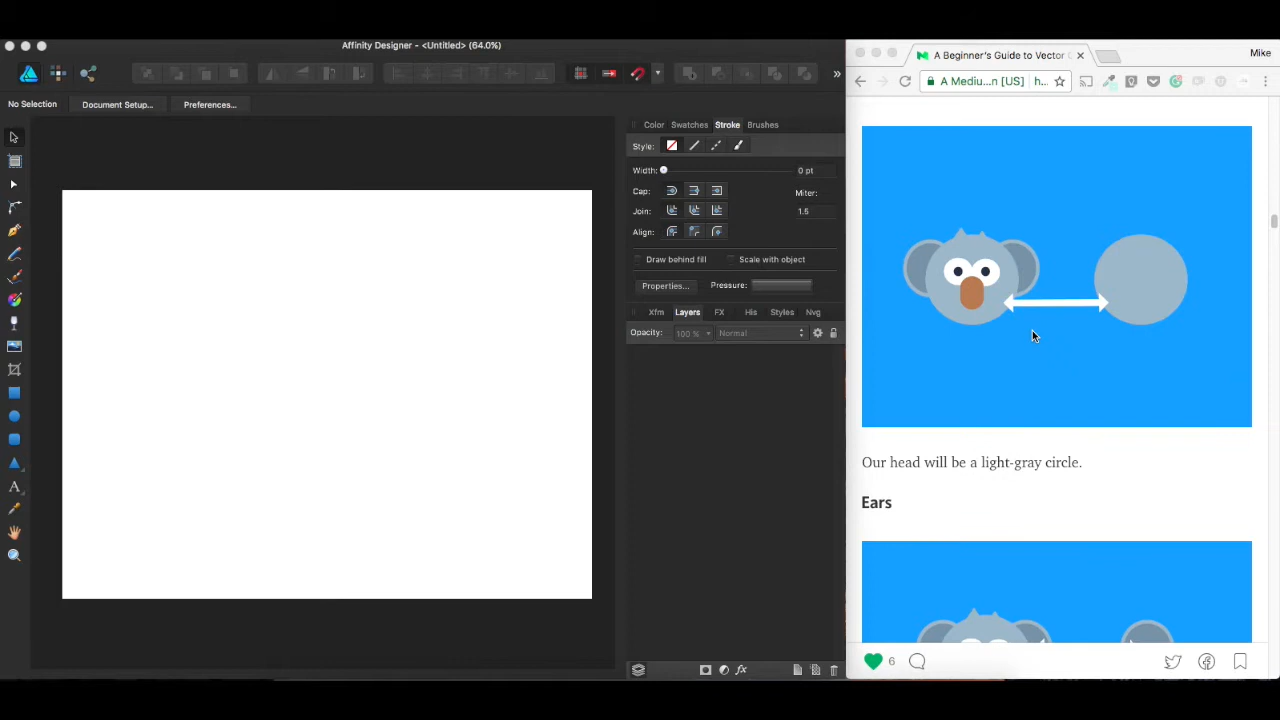 Affinity Designer - <Untitled> (64.0%)
No Selection
Document Setup...
Preferences...
Color
Swatches
Stroke
Brushes
Style:
Width:
0 pt
Cap:
Miter:
Join:
1.5
Align:
Draw behind fill
Scale with object
Properties...
Pressure:
Xfm
Layers
FX
His
Styles
Nvg
Opacity:
100 %
Normal
A
fx
A Beginner's Guide to Vector
Mike
A Mediu...n [US]
h...
Our head will be a light-gray circle.
Ears
6